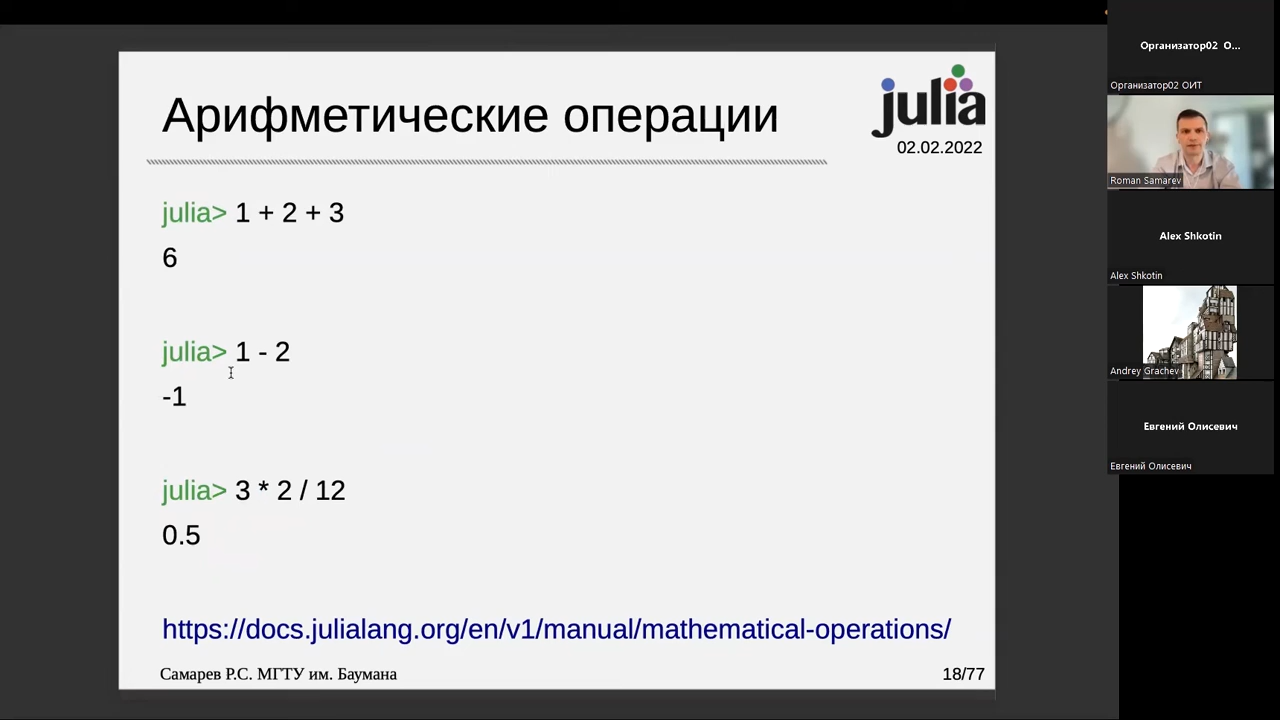 Арифметические операции
julia
02.02.2022
julia> 1 + 2 + 3
6
julia> 1 - 2
-1
julia> 3 * 2 / 12
0.5
https://docs.julialang.org/en/v1/manual/mathematical-operations/
Самарев Р.С. МГТУ им. Баумана
18/77
Организатор02 О...
Организатор02 ОИТ
Roman Samarev
Alex Shkotin
Alex Shkotin
Andrey Grachev
Евгений Олисевич
Евгений Олисевич